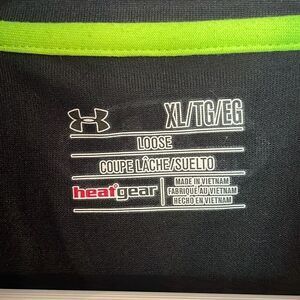 XL/TG/EG
LOOSE
COUPE LÂCHE/SUELTO
heatgear
MADE IN VIETNAM
FABRIQUÉ AU VIETNAM
HECHO EN VIETNAM